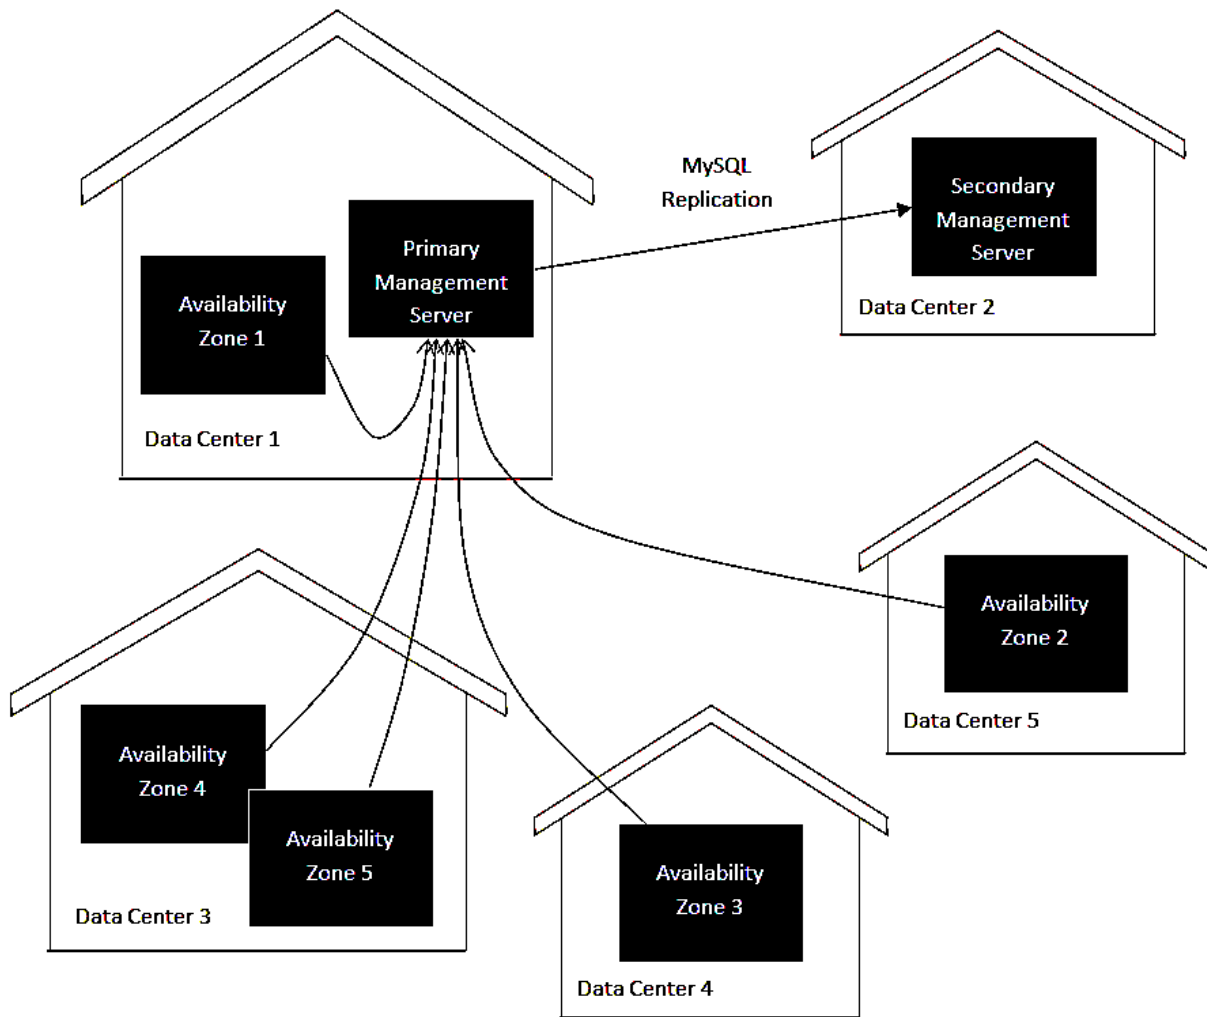 MySQL
Replication
Secondary
Management
Server
Data Center 2
Primary
Management
Server
Availability
Zone 1
Data Center 1
Availability
Zone 2
Data Center 5
Availability
Zone 4
Availability
Zone 5
Data Center 3
Availability
Zone 3
Data Center 4